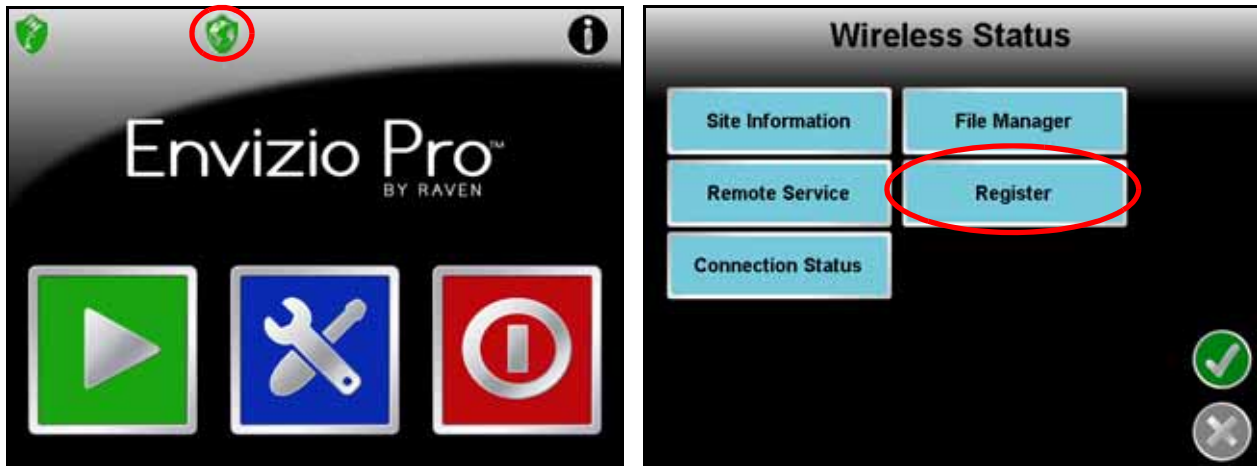 Envizio Pro™
BY RAVEN
Wireless Status
Site Information
File Manager
Remote Service
Register
Connection Status